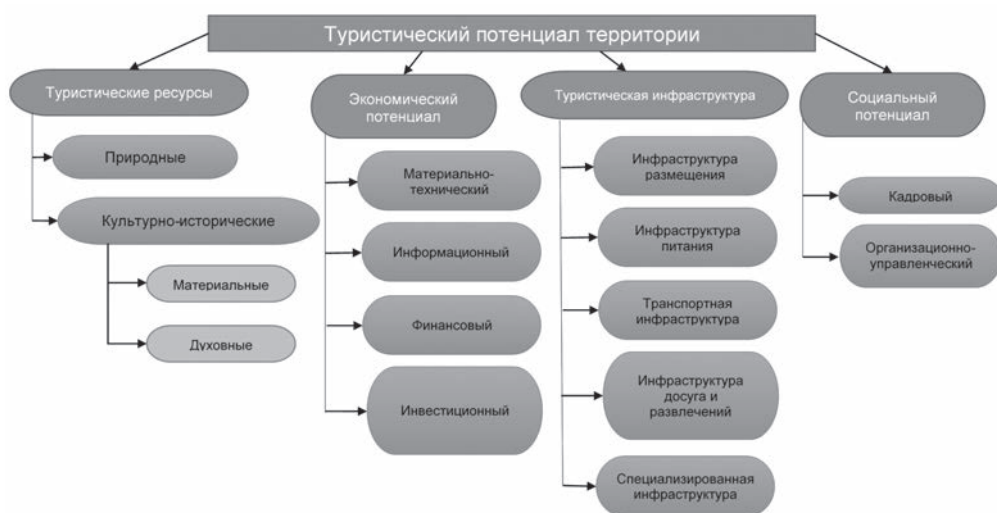 Туристический потенциал территории
Туристические ресурсы
Природные
Культурно-исторические
Материальные
Духовные
Экономический
потенциал
Материально-
технический
Информационный
Финансовый
Инвестиционный
Туристическая инфраструктура
Инфраструктура
размещения
Инфраструктура
питания
Транспортная
инфраструктура
Инфраструктура
досуга и
развлечений
Специализированная
инфраструктура
Социальный
потенциал
Кадровый
Организационно-
управленческий